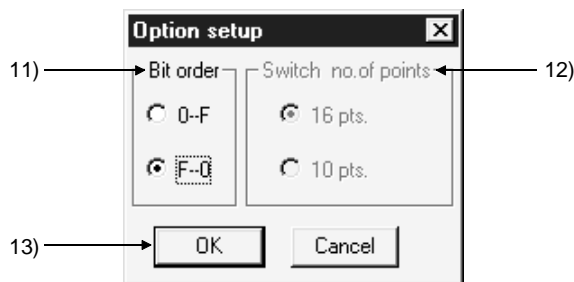 Option setup
11) Bit order Switch no.of points 12)
0--F 16 pts.
F--0 10 pts.
13) OK Cancel